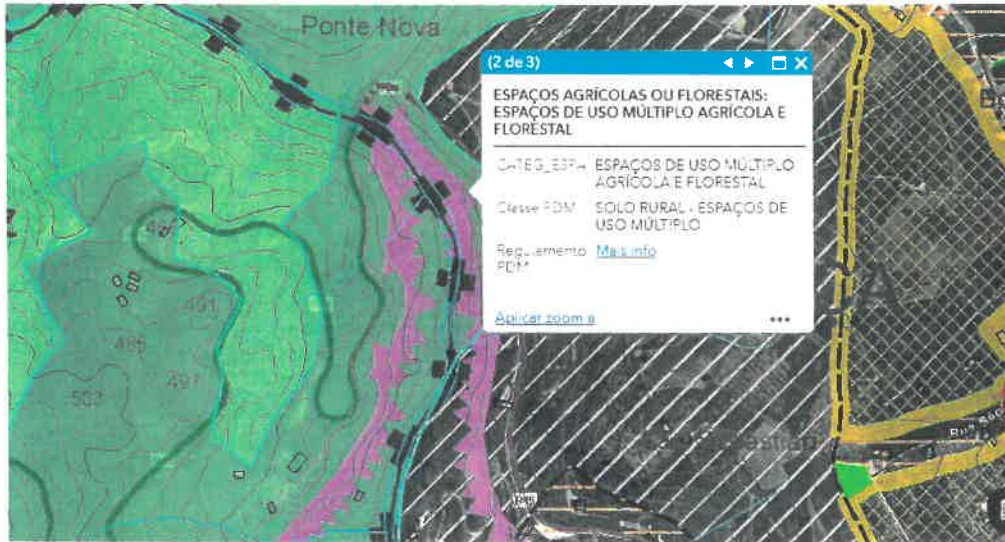 Ponte Nova
(2 de 3)
ESPAÇOS AGRÍCOLAS OU FLORESTAIS:
ESPAÇOS DE USO MÚLTIPLO AGRÍCOLA E
FLORESTAL
CATEG_ESPA ESPAÇOS DE USO MÚLTIPLO
AGRÍCOLA E FLORESTAL
Classe PDM SOLO RURAL - ESPAÇOS DE
USO MÚLTIPLO
Regulamento Mais info
PDM
Aplicar zoom a
491
486
497
503